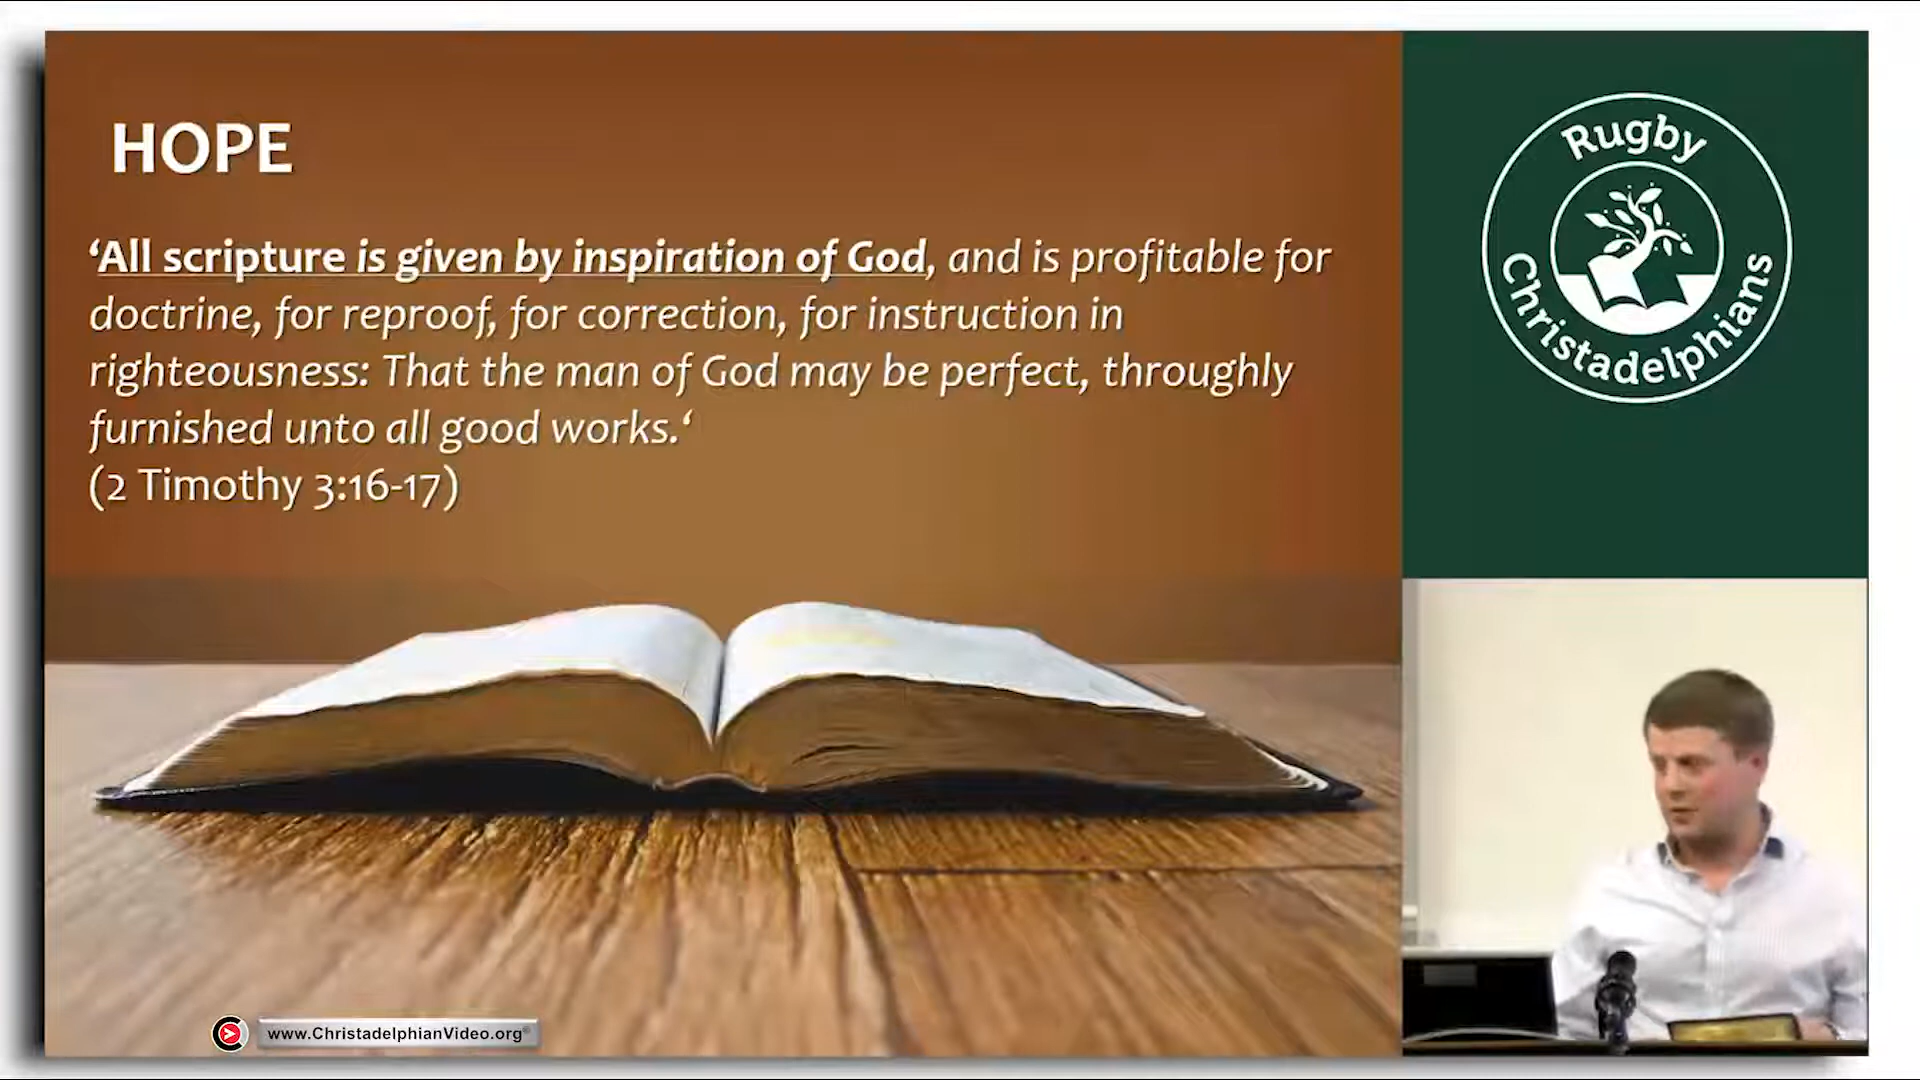 HOPE
‘All scripture is given by inspiration of God, and is profitable for
doctrine, for reproof, for correction, for instruction in
righteousness: That the man of God may be perfect, throughly
furnished unto all good works.‘
(2 Timothy 3:16-17)
Rugby
Christadelphians
www.ChristadelphianVideo.org®